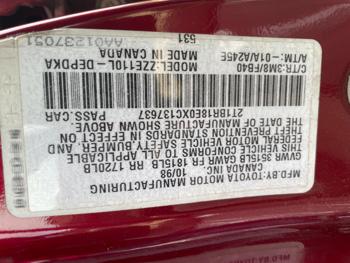 MFD.BY:TOYOTA MOTOR MANUFACTURING
CANADA INC. 10/98
GVWR 3515LB GAWR FR 1815LB RR 1720LB
THIS VEHICLE CONFORMS TO ALL APPLICABLE
FEDERAL MOTOR VEHICLE SAFETY, BUMPER, AND
THEFT PREVENTION STANDARDS IN EFFECT ON
THE DATE OF MANUFACTURE SHOWN ABOVE.
2T1BR18E0XC137637 PASS.CAR
C/TR:3M8/FB40
A/TM:-01A/A245E
MODEL:ZZE110L-DEPDKA
MADE IN CANADA
531
AA01237051